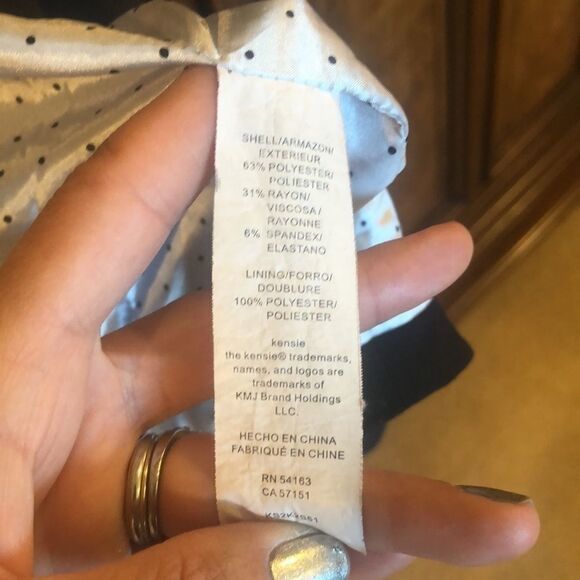 SHELL/ARMAZON/
EXTERIEUR
63% POLYESTER/
POLIESTER
31% RAYON/
VISCOSA/
RAYONNE
6% SPANDEX/
ELASTANO
LINING/FORRO/
DOUBLURE
100% POLYESTER/
POLIESTER
kensie
the kensie® trademarks,
names, and logos are
trademarks of
KMJ Brand Holdings
LLC.
HECHO EN CHINA
FABRIQUÉ EN CHINE
RN 54163
CA 57151